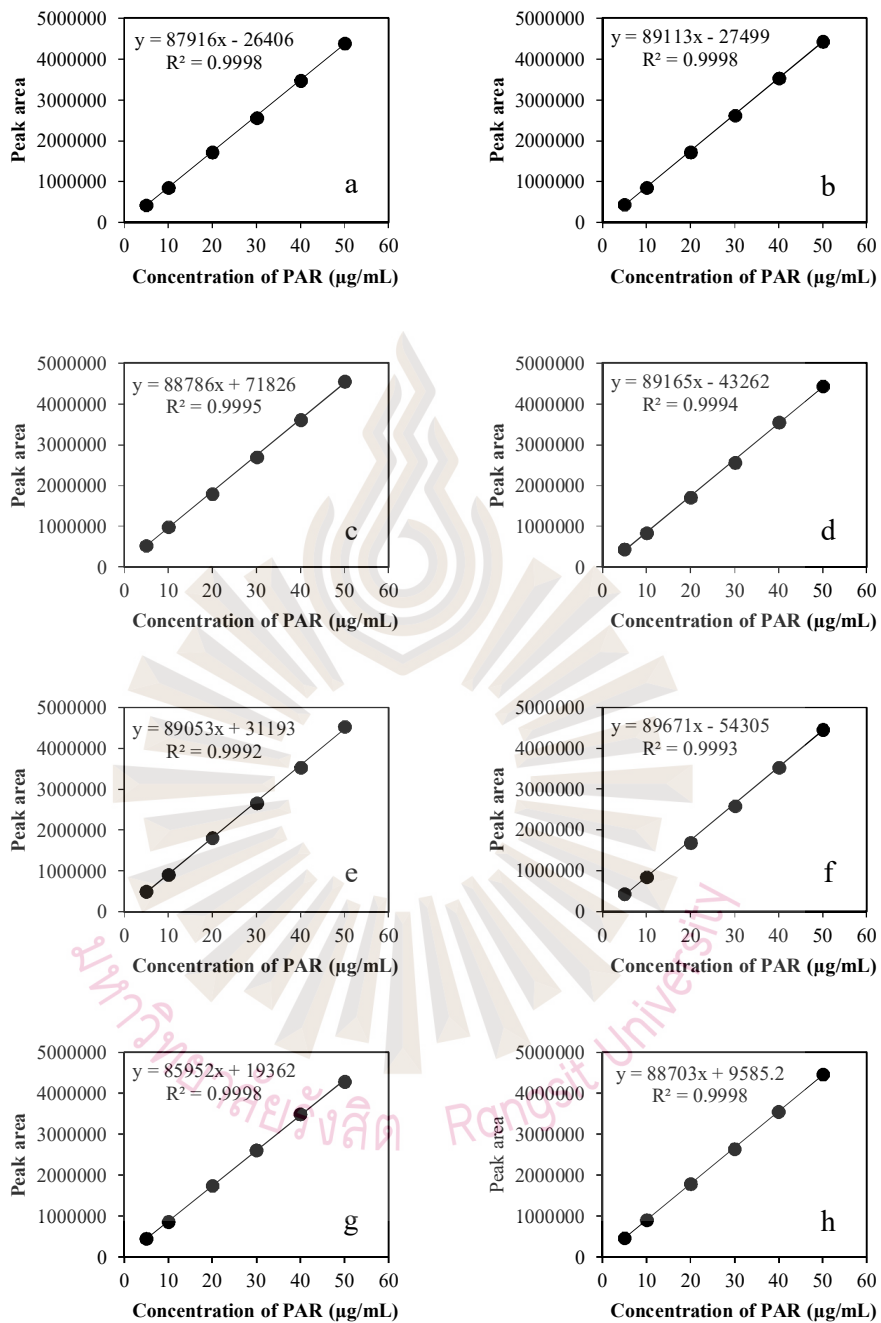 y = 87916x - 26406
R² = 0.9998
5000000
4000000
3000000
2000000
1000000
0
Peak area
a
0 10 20 30 40 50 60
Concentration of PAR (µg/mL)
y = 89113x - 27499
R² = 0.9998
5000000
4000000
3000000
2000000
1000000
0
Peak area
b
0 10 20 30 40 50 60
Concentration of PAR (µg/mL)
y = 88786x + 71826
R² = 0.9995
5000000
4000000
3000000
2000000
1000000
0
Peak area
c
0 10 20 30 40 50 60
Concentration of PAR (µg/mL)
y = 89165x - 43262
R² = 0.9994
5000000
4000000
3000000
2000000
1000000
0
Peak area
d
0 10 20 30 40 50 60
Concentration of PAR (µg/mL)
y = 89053x + 31193
R² = 0.9992
5000000
4000000
3000000
2000000
1000000
0
Peak area
e
0 10 20 30 40 50 60
Concentration of PAR (µg/mL)
y = 89671x - 54305
R² = 0.9993
5000000
4000000
3000000
2000000
1000000
0
Peak area
f
0 10 20 30 40 50 60
Concentration of PAR (µg/mL)
y = 85952x + 19362
R² = 0.9998
5000000
4000000
3000000
2000000
1000000
0
Peak area
g
0 10 20 30 40 50 60
Concentration of PAR (µg/mL)
y = 88703x + 9585.2
R² = 0.9998
5000000
4000000
3000000
2000000
1000000
0
Peak area
h
0 10 20 30 40 50 60
Concentration of PAR (µg/mL)
มหาวิทยาลัยรังสิต Rangsit University